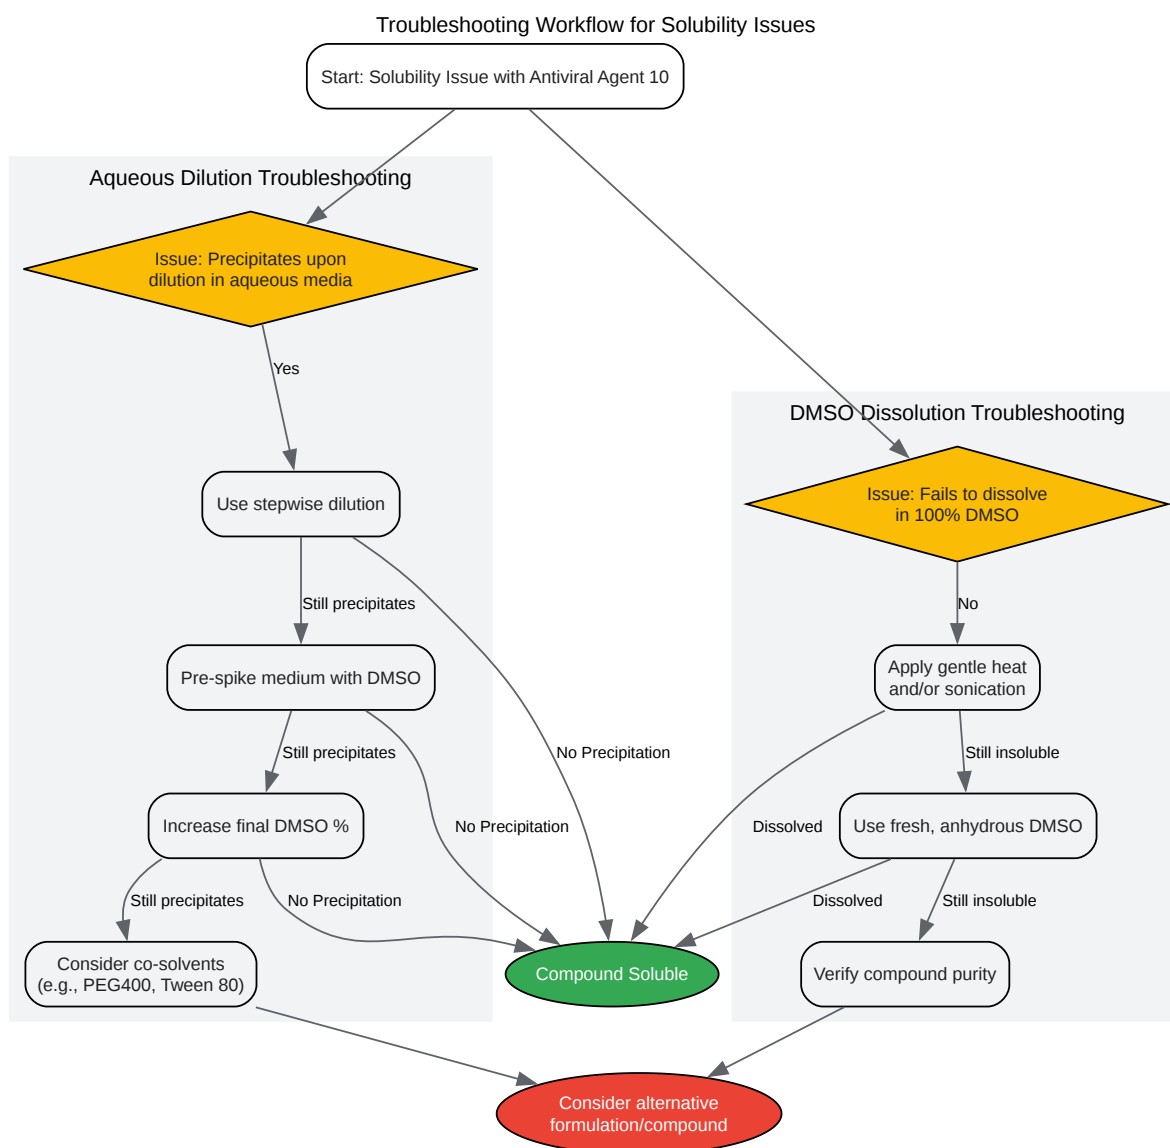 Troubleshooting Workflow for Solubility Issues
Start: Solubility Issue with Antiviral Agent 10
Aqueous Dilution Troubleshooting
Issue: Precipitates upon
dilution in aqueous media
Yes
Use stepwise dilution
Still precipitates
Pre-spike medium with DMSO
Still precipitates
No Precipitation
Increase final DMSO %
No Precipitation
Still precipitates
No Precipitation
Consider co-solvents
(e.g., PEG400, Tween 80)
DMSO Dissolution Troubleshooting
Issue: Fails to dissolve
in 100% DMSO
No
Apply gentle heat
and/or sonication
Still insoluble
Dissolved
Use fresh, anhydrous DMSO
Dissolved
Still insoluble
Verify compound purity
Compound Soluble
Consider alternative
formulation/compound